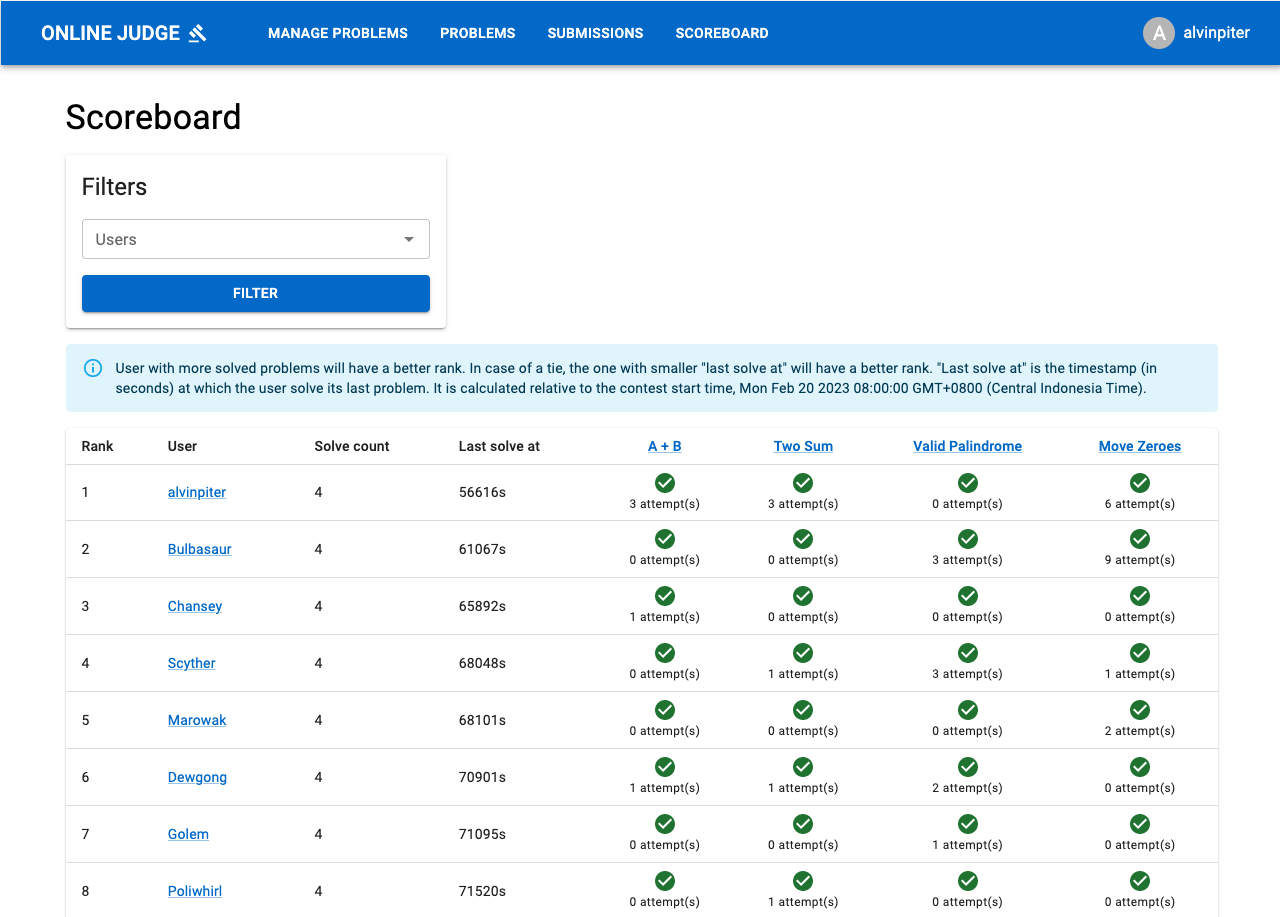 ONLINE JUDGE MANAGE PROBLEMS PROBLEMS SUBMISSIONS SCOREBOARD A alvinpiter
Scoreboard
Filters
Users
FILTER
User with more solved problems will have a better rank. In case of a tie, the one with smaller "last solve at" will have a better rank. "Last solve at" is the timestamp (in
seconds) at which the user solve its last problem. It is calculated relative to the contest start time, Mon Feb 20 2023 08:00:00 GMT+0800 (Central Indonesia Time).
Rank User Solve count Last solve at A + B Two Sum Valid Palindrome Move Zeroes
1 alvinpiter 4 56616s
3 attempt(s) 3 attempt(s) 0 attempt(s) 6 attempt(s)
2 Bulbasaur 4 61067s
0 attempt(s) 0 attempt(s) 3 attempt(s) 9 attempt(s)
3 Chansey 4 65892s
1 attempt(s) 0 attempt(s) 0 attempt(s) 0 attempt(s)
4 Scyther 4 68048s
0 attempt(s) 1 attempt(s) 3 attempt(s) 1 attempt(s)
5 Marowak 4 68101s
0 attempt(s) 0 attempt(s) 0 attempt(s) 2 attempt(s)
6 Dewgong 4 70901s
1 attempt(s) 1 attempt(s) 2 attempt(s) 0 attempt(s)
7 Golem 4 71095s
0 attempt(s) 0 attempt(s) 1 attempt(s) 0 attempt(s)
8 Poliwhirl 4 71520s
0 attempt(s) 1 attempt(s) 0 attempt(s) 0 attempt(s)